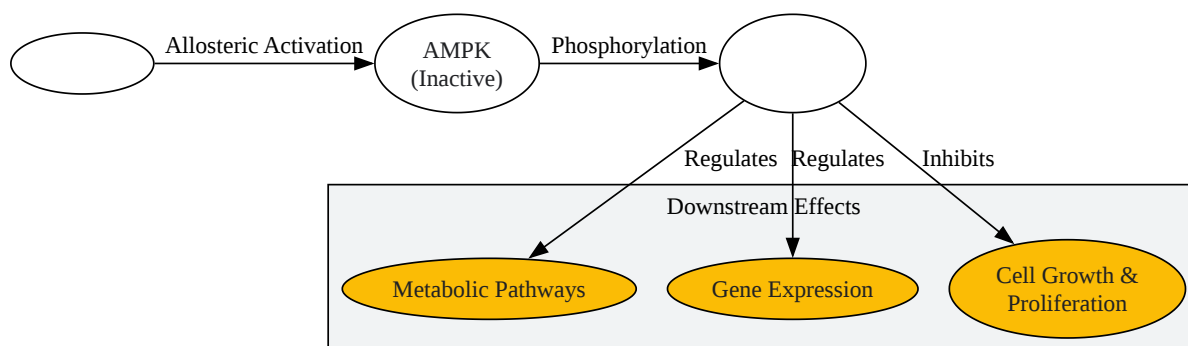 Allosteric Activation
AMPK
(Inactive)
Phosphorylation
Regulates
Regulates
Inhibits
Downstream Effects
Metabolic Pathways
Gene Expression
Cell Growth &
Proliferation